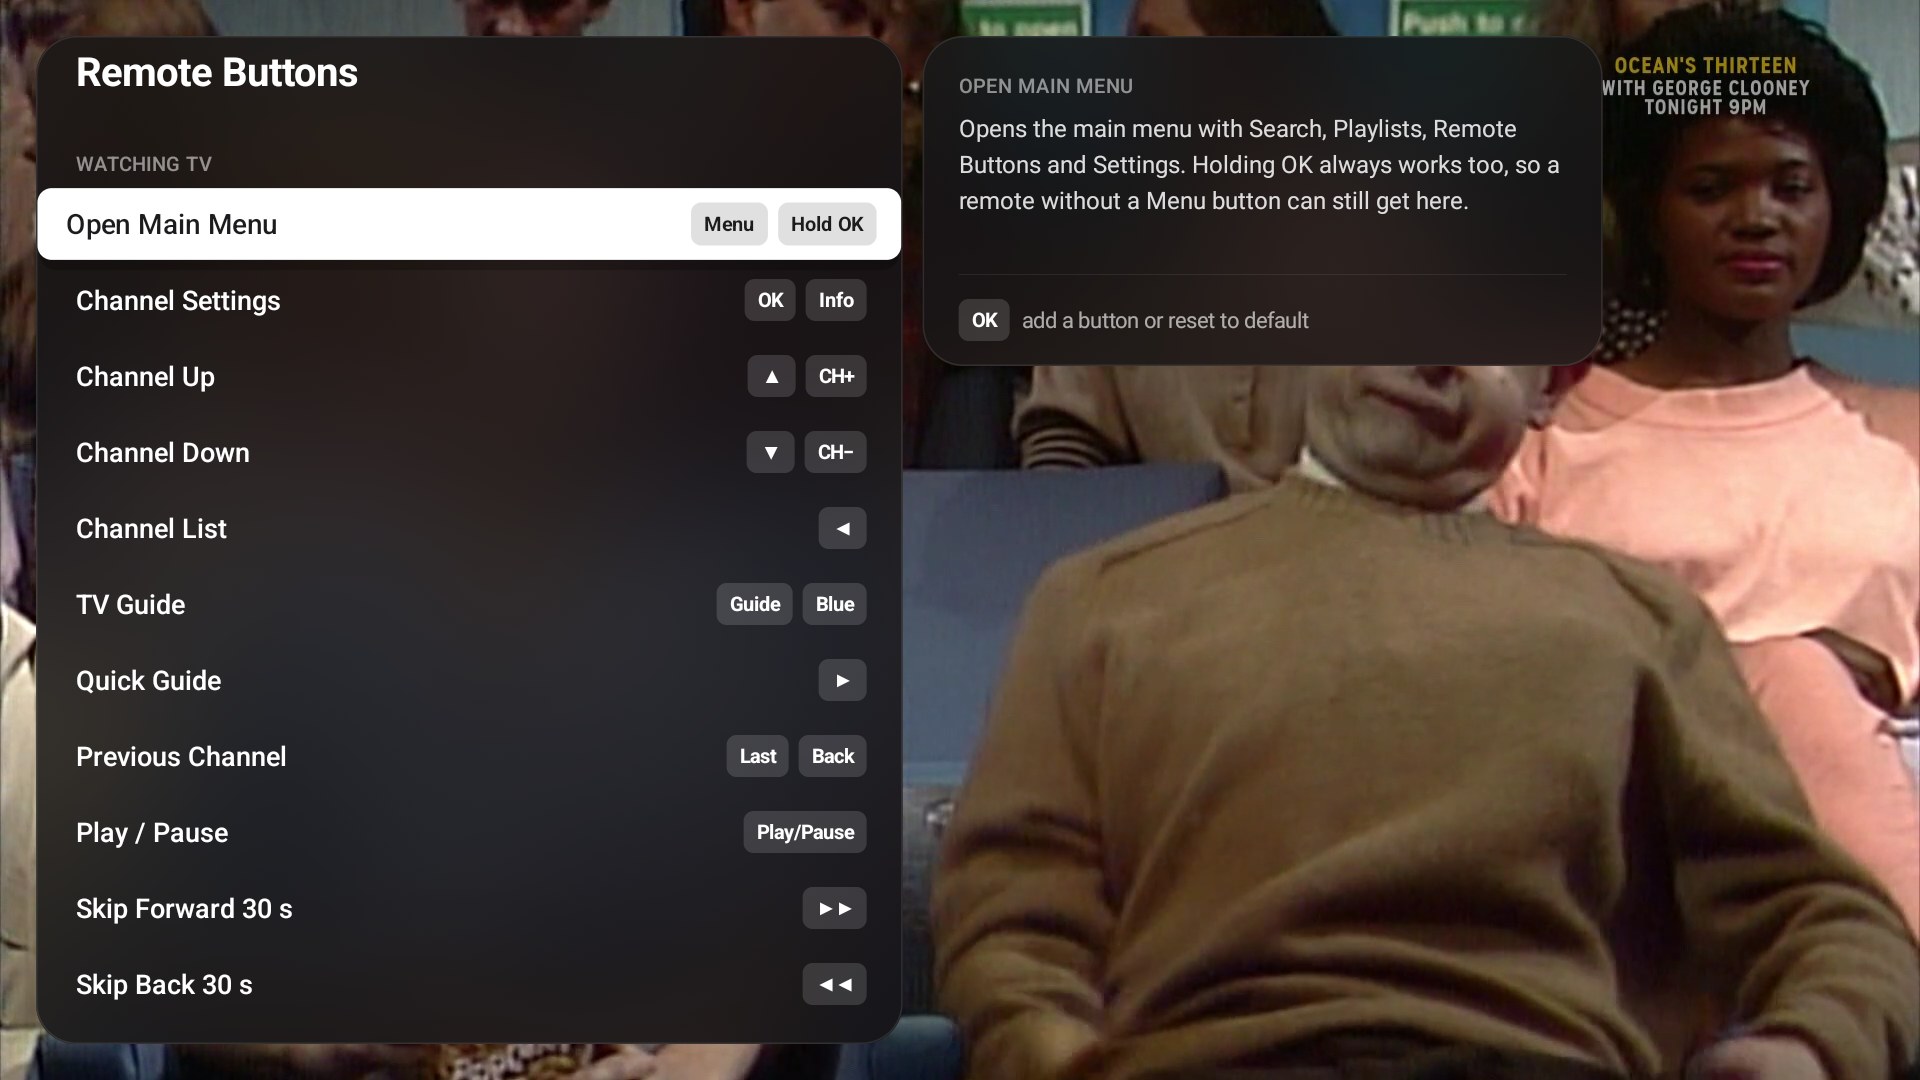 Remote Buttons
WATCHING TV
Open Main Menu Menu Hold OK
Channel Settings OK Info
Channel Up ▲ CH+
Channel Down ▼ CH−
Channel List ◀
TV Guide Guide Blue
Quick Guide ▶
Previous Channel Last Back
Play / Pause Play/Pause
Skip Forward 30 s ▶▶
Skip Back 30 s ◀◀
OPEN MAIN MENU
Opens the main menu with Search, Playlists, Remote
Buttons and Settings. Holding OK always works too, so a
remote without a Menu button can still get here.
OK add a button or reset to default
to open
Push to
OCEAN'S THIRTEEN
WITH GEORGE CLOONEY
TONIGHT 9PM